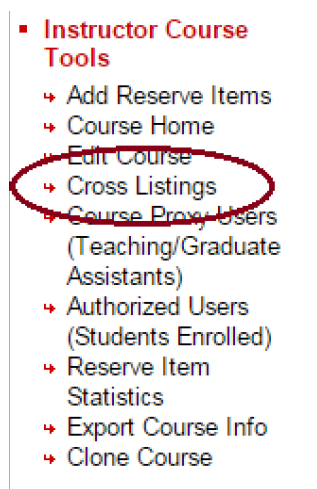 Instructor Course
Tools
Add Reserve Items
Course Home
Edit Course
Cross Listings
Course Proxy Users
(Teaching/Graduate
Assistants)
Authorized Users
(Students Enrolled)
Reserve Item
Statistics
Export Course Info
Clone Course